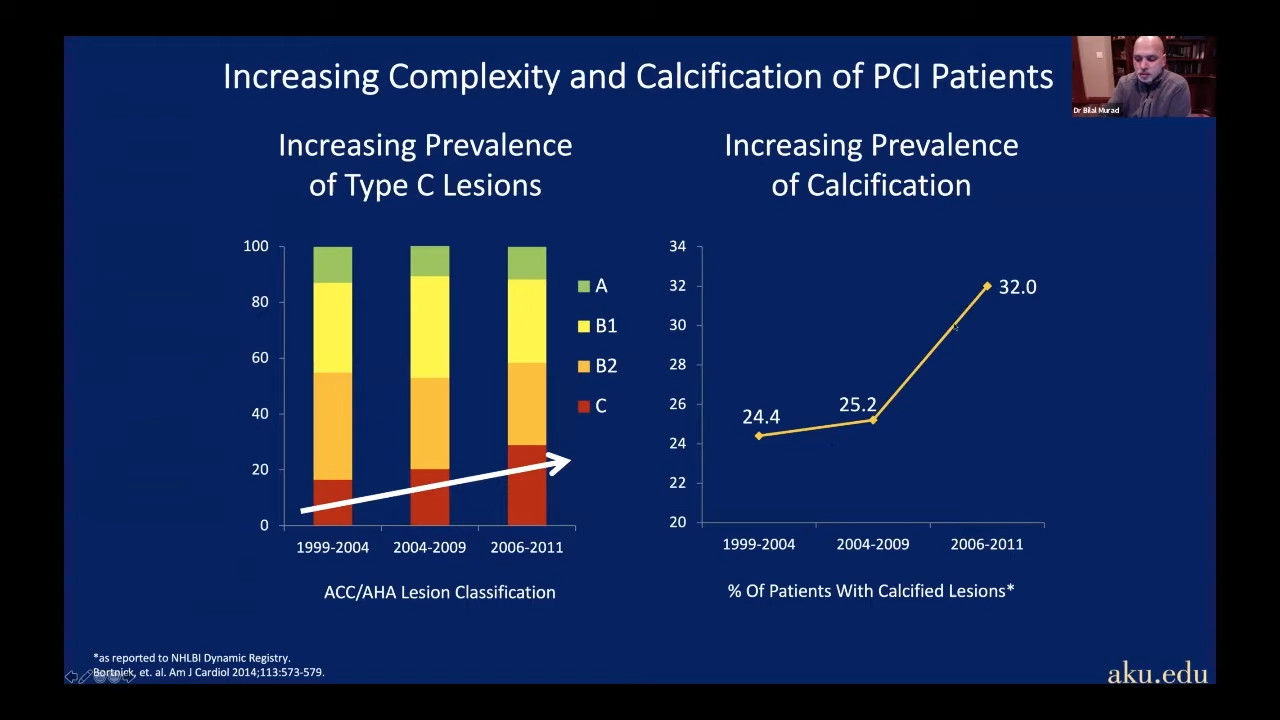 Increasing Complexity and Calcification of PCI Patients
Dr Bilal Murad
Increasing Prevalence
of Type C Lesions
100
80
60
40
20
0
1999-2004
2004-2009
2006-2011
A
B1
B2
C
ACC/AHA Lesion Classification
Increasing Prevalence
of Calcification
34
32
30
28
26
24
22
20
24.4
25.2
32.0
1999-2004
2004-2009
2006-2011
% Of Patients With Calcified Lesions*
*as reported to NHLBI Dynamic Registry.
Bortnick, et. al. Am J Cardiol 2014;113:573-579.
aku.edu